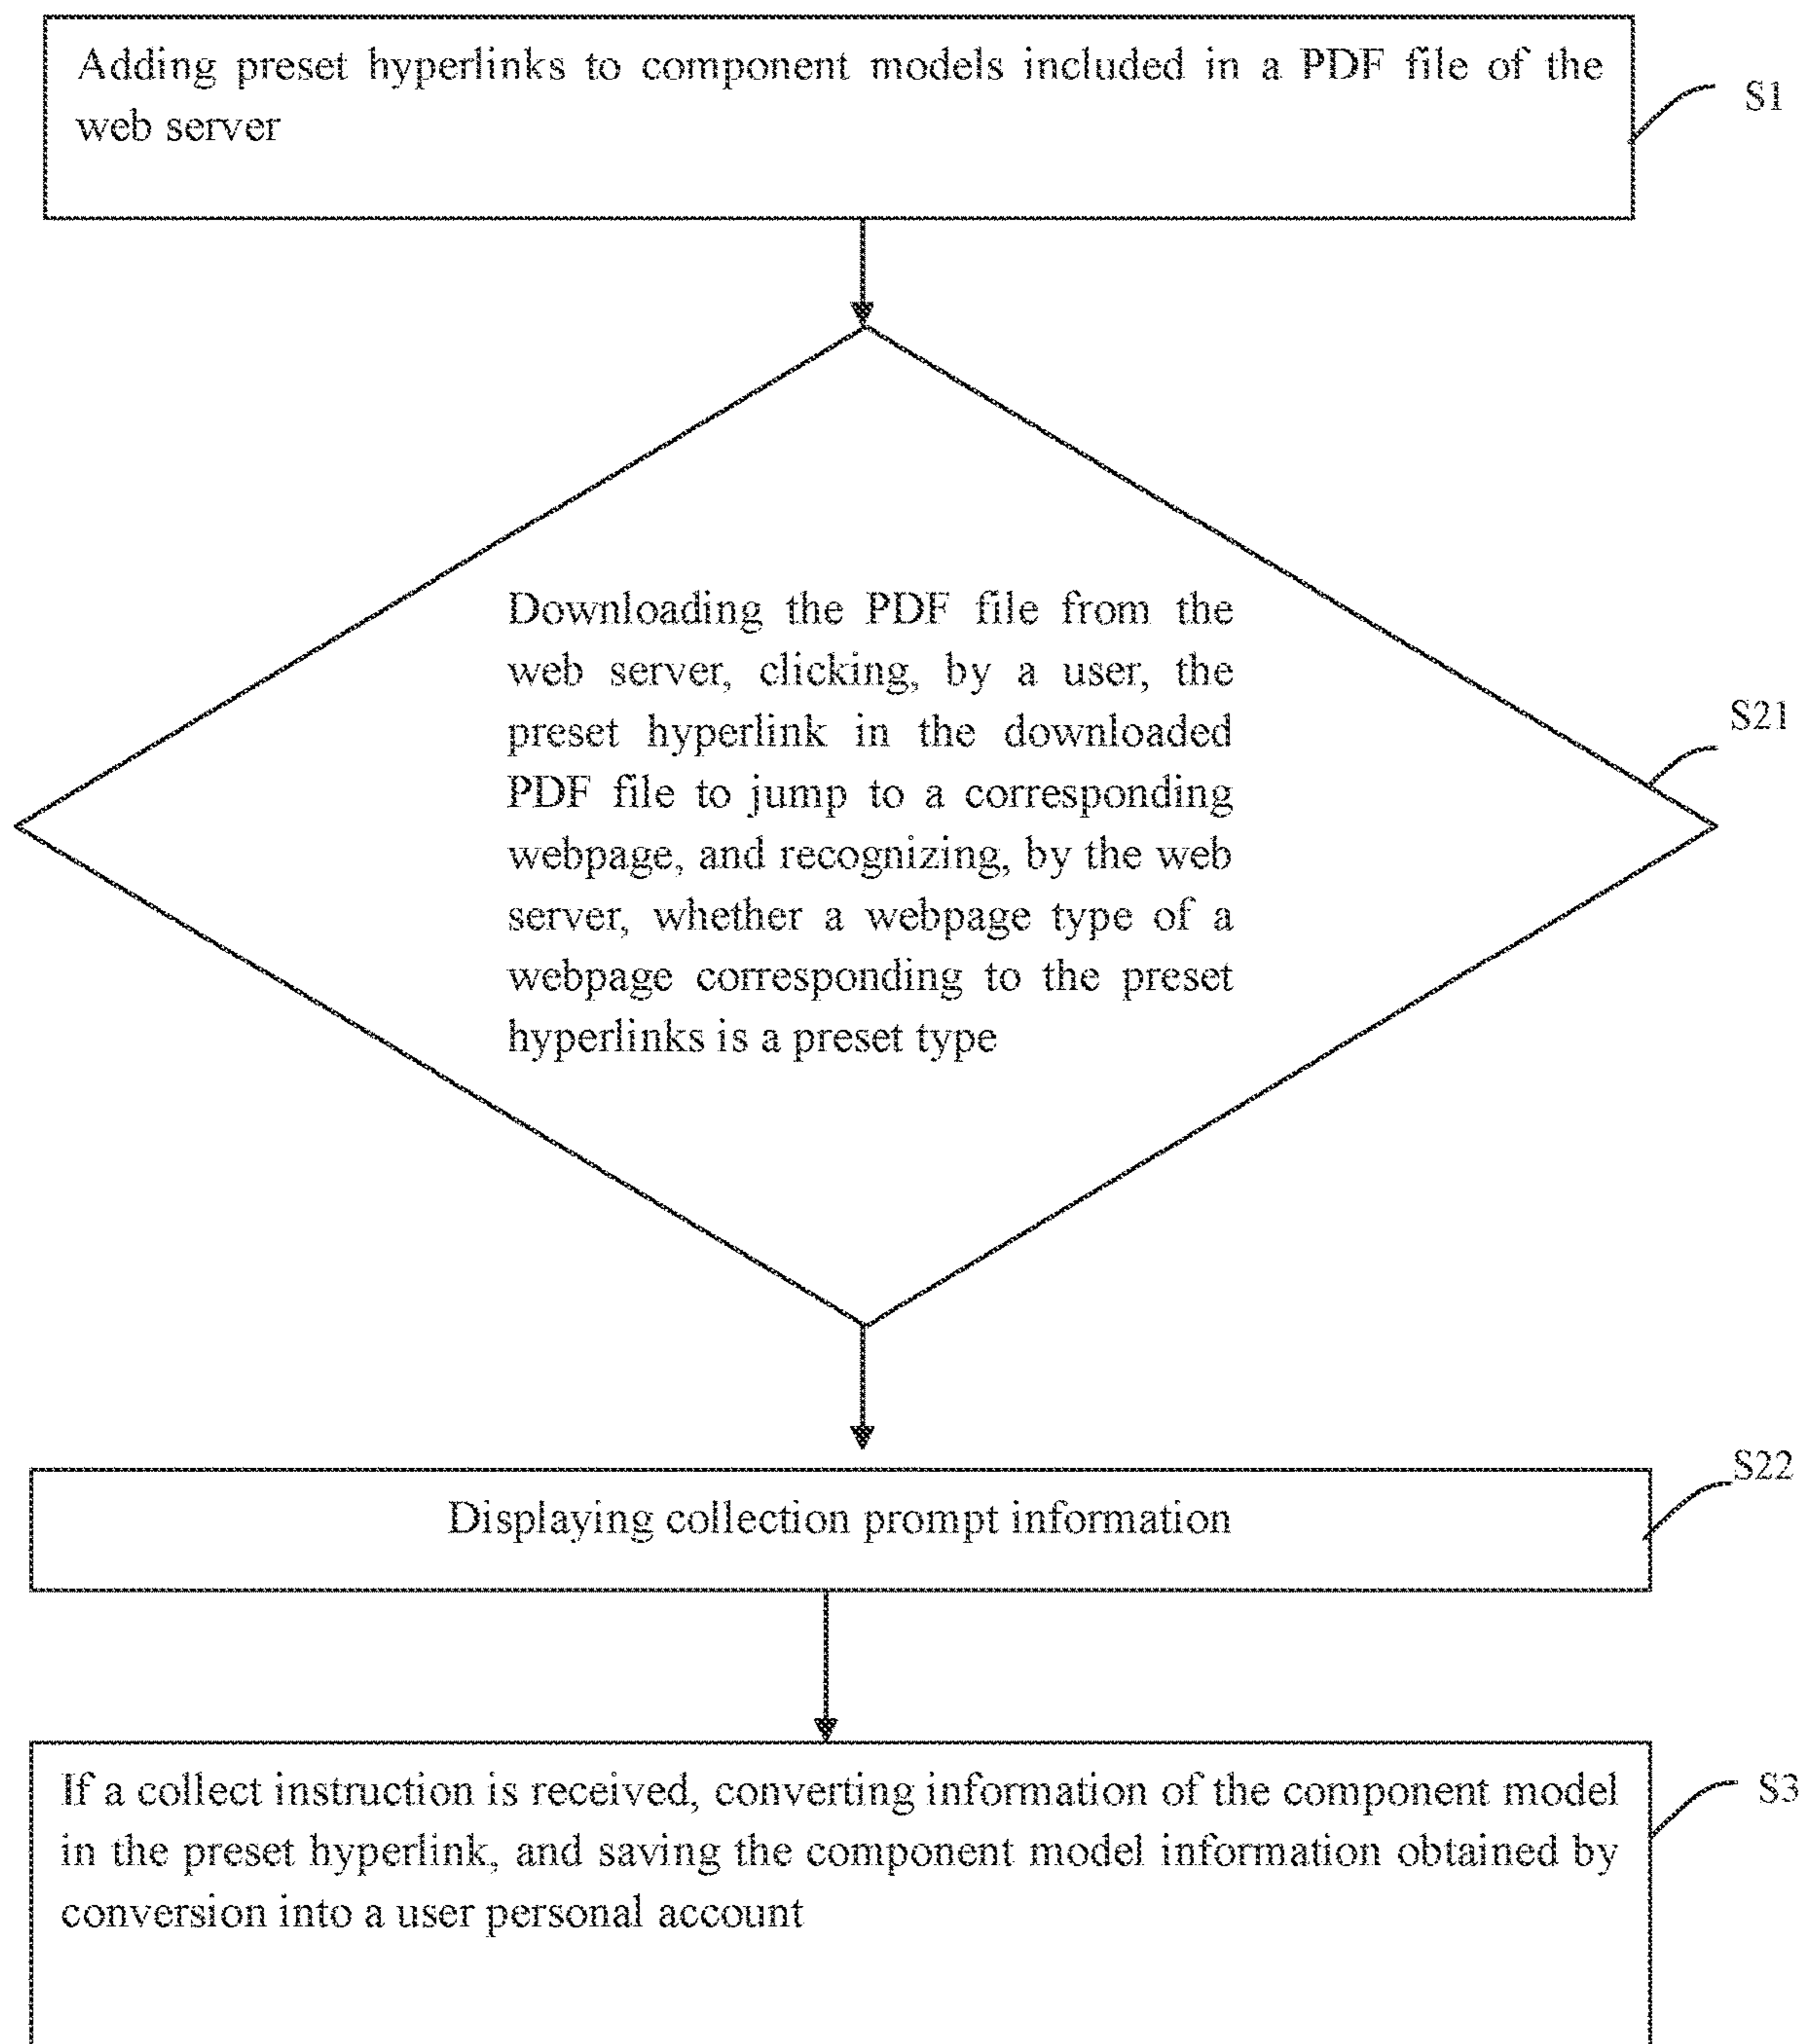 Adding preset hyperlinks to component models included in a PDF file of the
web server
S1
Downloading the PDF file from the
web server, clicking, by a user, the
preset hyperlink in the downloaded
PDF file to jump to a corresponding
webpage, and recognizing, by the web
server, whether a webpage type of a
webpage corresponding to the preset
hyperlinks is a preset type
S21
Displaying collection prompt information
S22
If a collect instruction is received, converting information of the component model
in the preset hyperlink, and saving the component model information obtained by
conversion into a user personal account
S3